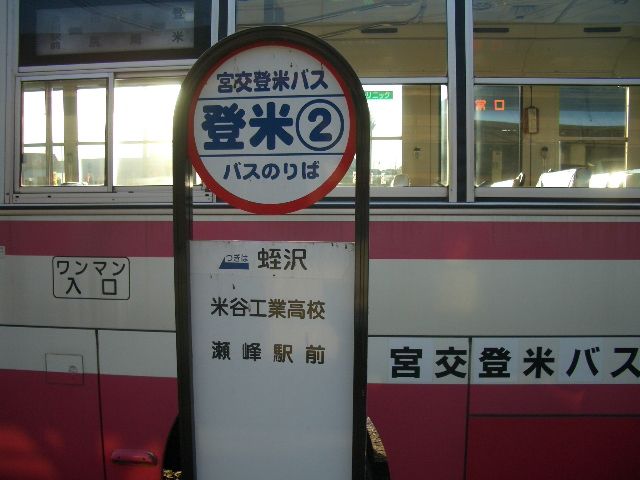 宮交登米バス
登米②
バスのりば
つぎは 蛭沢
米谷工業高校
瀬峰駅前
ワンマン
入口
宮交登米バス